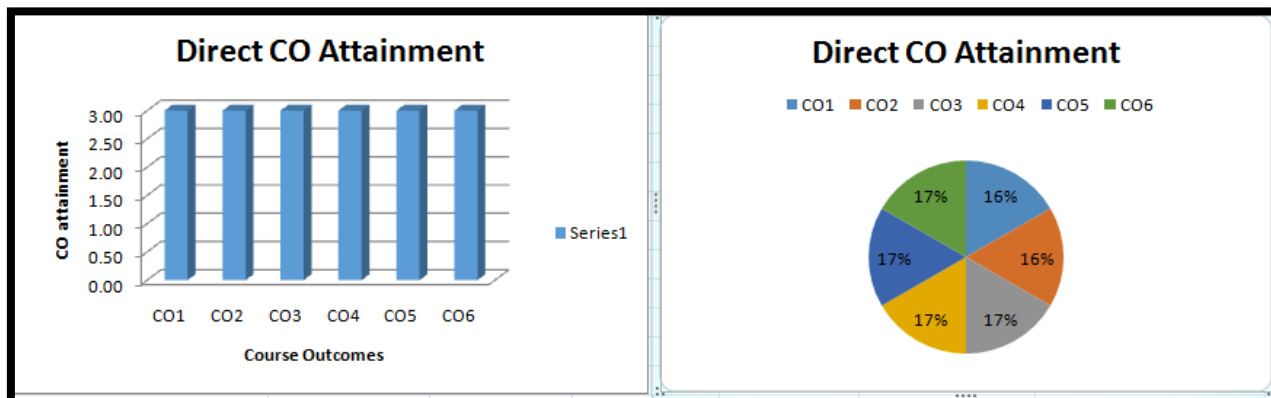 Direct CO Attainment
3.00
2.50
2.00
1.50
1.00
0.50
0.00
CO attainment
CO1 CO2 CO3 CO4 CO5 CO6
Course Outcomes
Series1
Direct CO Attainment
CO1 CO2 CO3 CO4 CO5 CO6
17% 16%
17% 16%
17% 17%